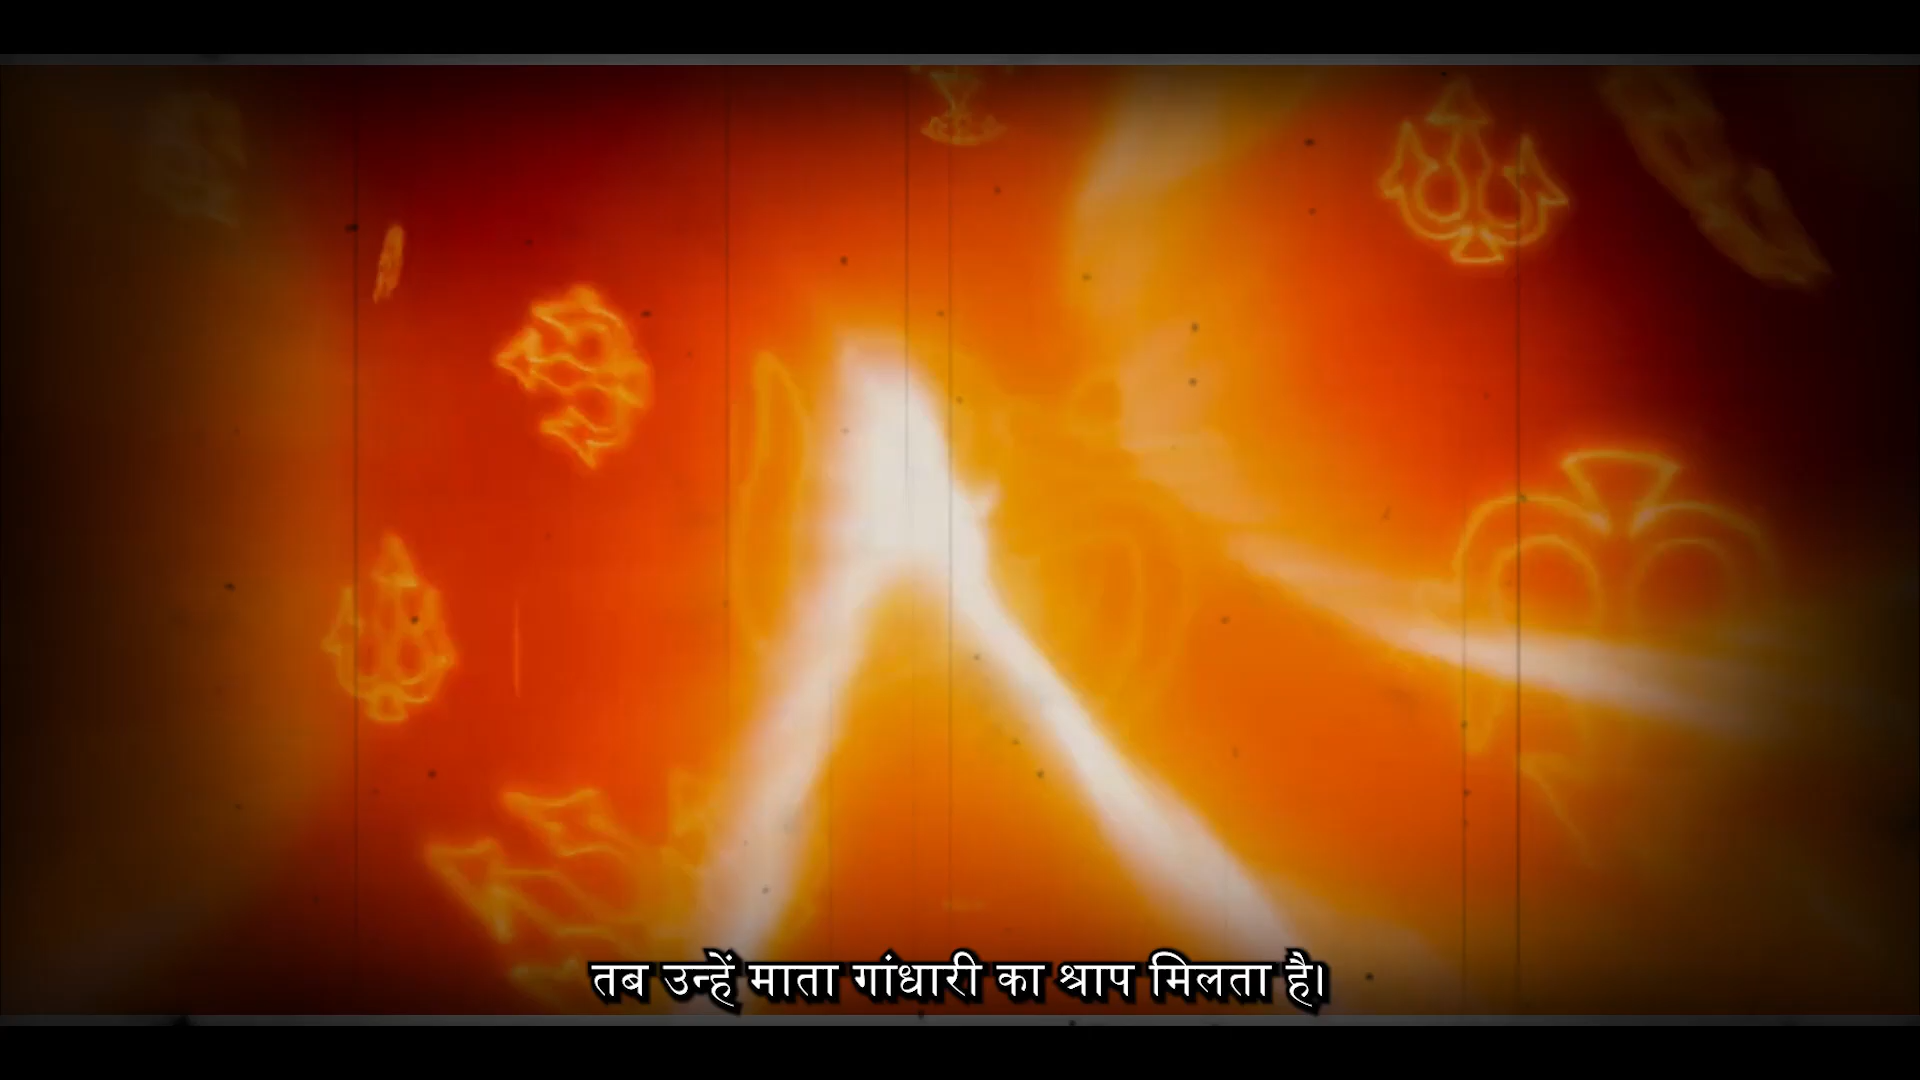 तब उन्हें माता गांधारी का श्राप मिलता है।